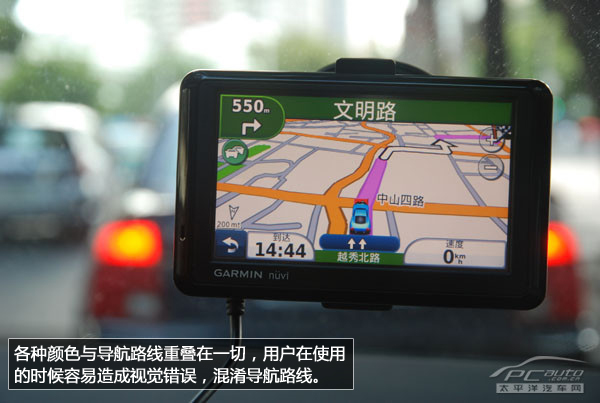 550m
文明路
中山四路
200mt
到达
14:44
越秀北路
速度
0km/h
GARMIN nüvi
各种颜色与导航路线重叠在一切，用户在使用
的时候容易造成视觉错误，混淆导航路线。
PCauto
.com.cn
太平洋汽车网